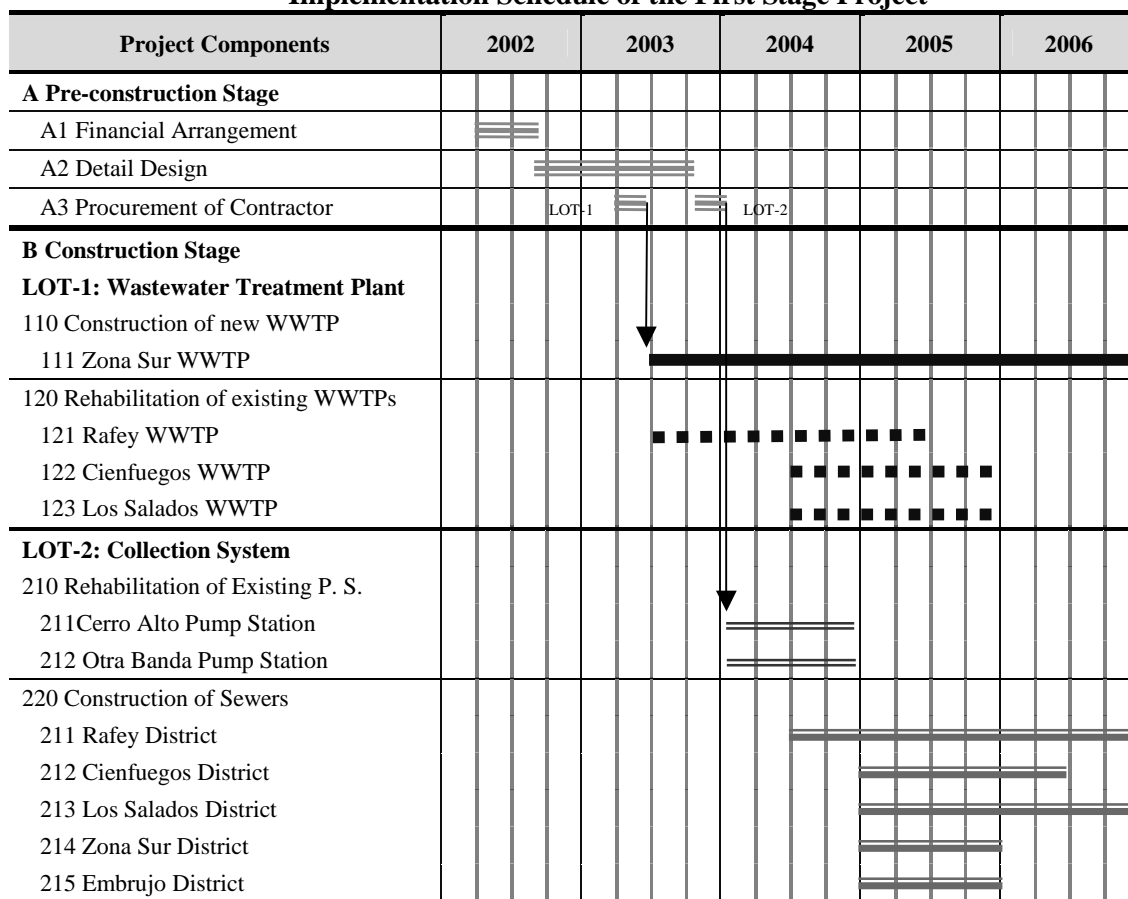 Implementation Schedule of the First Stage Project
Project Components 2002 2003 2004 2005 2006
A Pre-construction Stage
A1 Financial Arrangement
A2 Detail Design
A3 Procurement of Contractor LOT-1 LOT-2
B Construction Stage
LOT-1: Wastewater Treatment Plant
110 Construction of new WWTP
111 Zona Sur WWTP
120 Rehabilitation of existing WWTPs
121 Rafey WWTP
122 Cienfuegos WWTP
123 Los Salados WWTP
LOT-2: Collection System
210 Rehabilitation of Existing P. S.
211Cerro Alto Pump Station
212 Otra Banda Pump Station
220 Construction of Sewers
211 Rafey District
212 Cienfuegos District
213 Los Salados District
214 Zona Sur District
215 Embrujo District